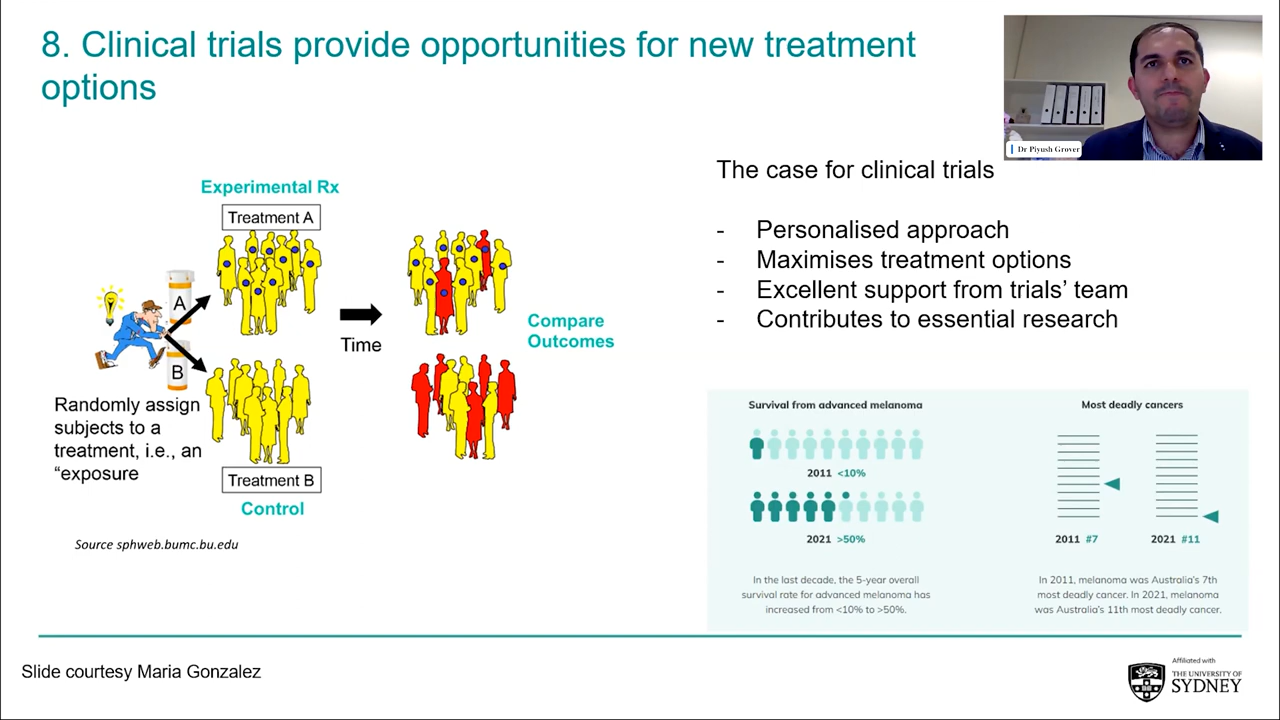 8. Clinical trials provide opportunities for new treatment
options
Dr Piyush Grover
Experimental Rx
Treatment A
A
B
Time
Compare
Outcomes
Randomly assign
subjects to a
treatment, i.e., an
“exposure
Treatment B
Control
Source sphweb.bumc.bu.edu
The case for clinical trials
- Personalised approach
- Maximises treatment options
- Excellent support from trials’ team
- Contributes to essential research
Survival from advanced melanoma
2011 <10%
2021 >50%
In the last decade, the 5-year overall
survival rate for advanced melanoma has
increased from <10% to >50%.
Most deadly cancers
2011 #7
2021 #11
In 2011, melanoma was Australia’s 7th
most deadly cancer. In 2021, melanoma
was Australia’s 11th most deadly cancer.
Slide courtesy Maria Gonzalez
Affiliated with
THE UNIVERSITY OF
SYDNEY